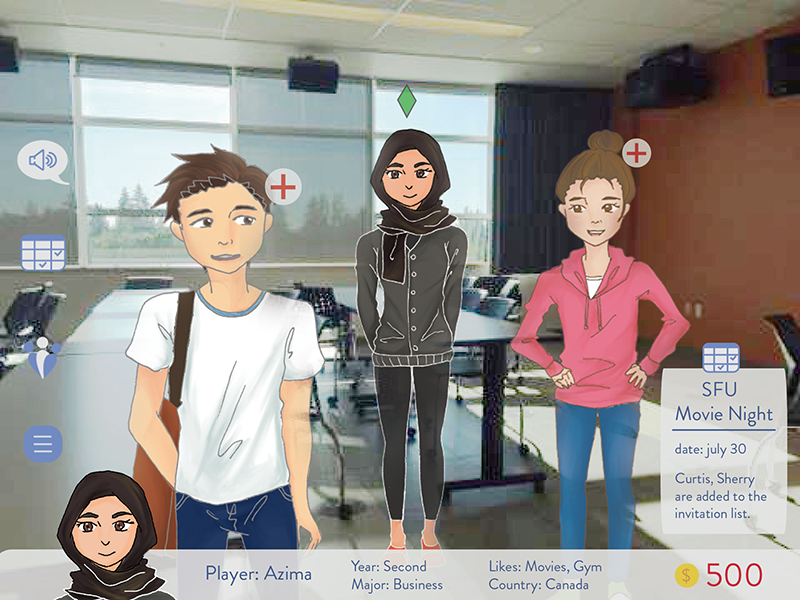 SFU
Movie Night
date: july 30
Curtis, Sherry
are added to the
invitation list.
Player: Azima
Year: Second
Major: Business
Likes: Movies, Gym
Country: Canada
$ 500